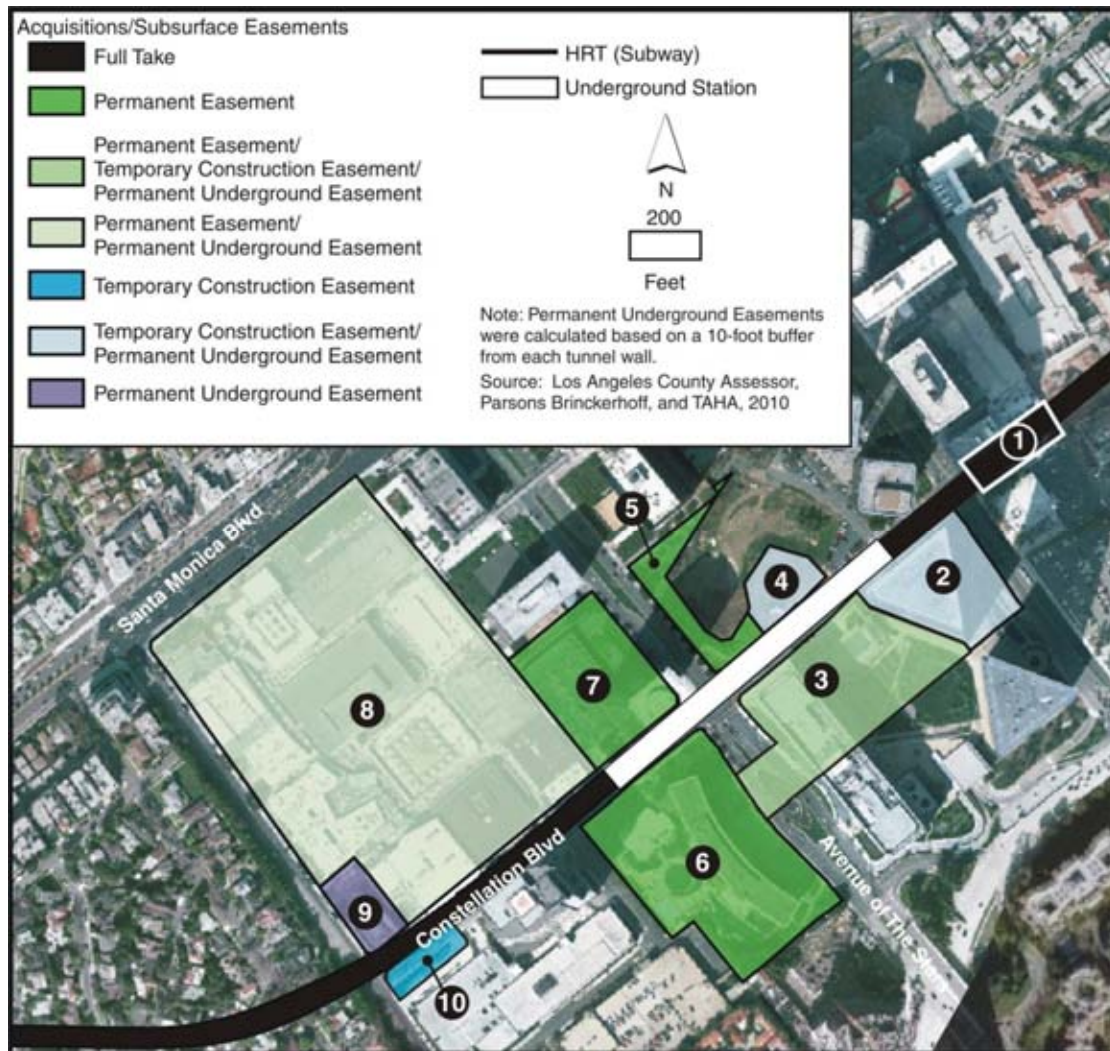 Acquisitions/Subsurface Easements
Full Take
Permanent Easement
Permanent Easement/
Temporary Construction Easement/
Permanent Underground Easement
Permanent Easement/
Permanent Underground Easement
Temporary Construction Easement
Temporary Construction Easement/
Permanent Underground Easement
Permanent Underground Easement
HRT (Subway)
Underground Station
N
200
Feet
Note: Permanent Underground Easements
were calculated based on a 10-foot buffer
from each tunnel wall.
Source: Los Angeles County Assessor,
Parsons Brinckerhoff, and TAHA, 2010
1
5
Santa Monica Blvd
4
2
3
7
8
6
Constellation Blvd
Avenue of The Stars
9
10